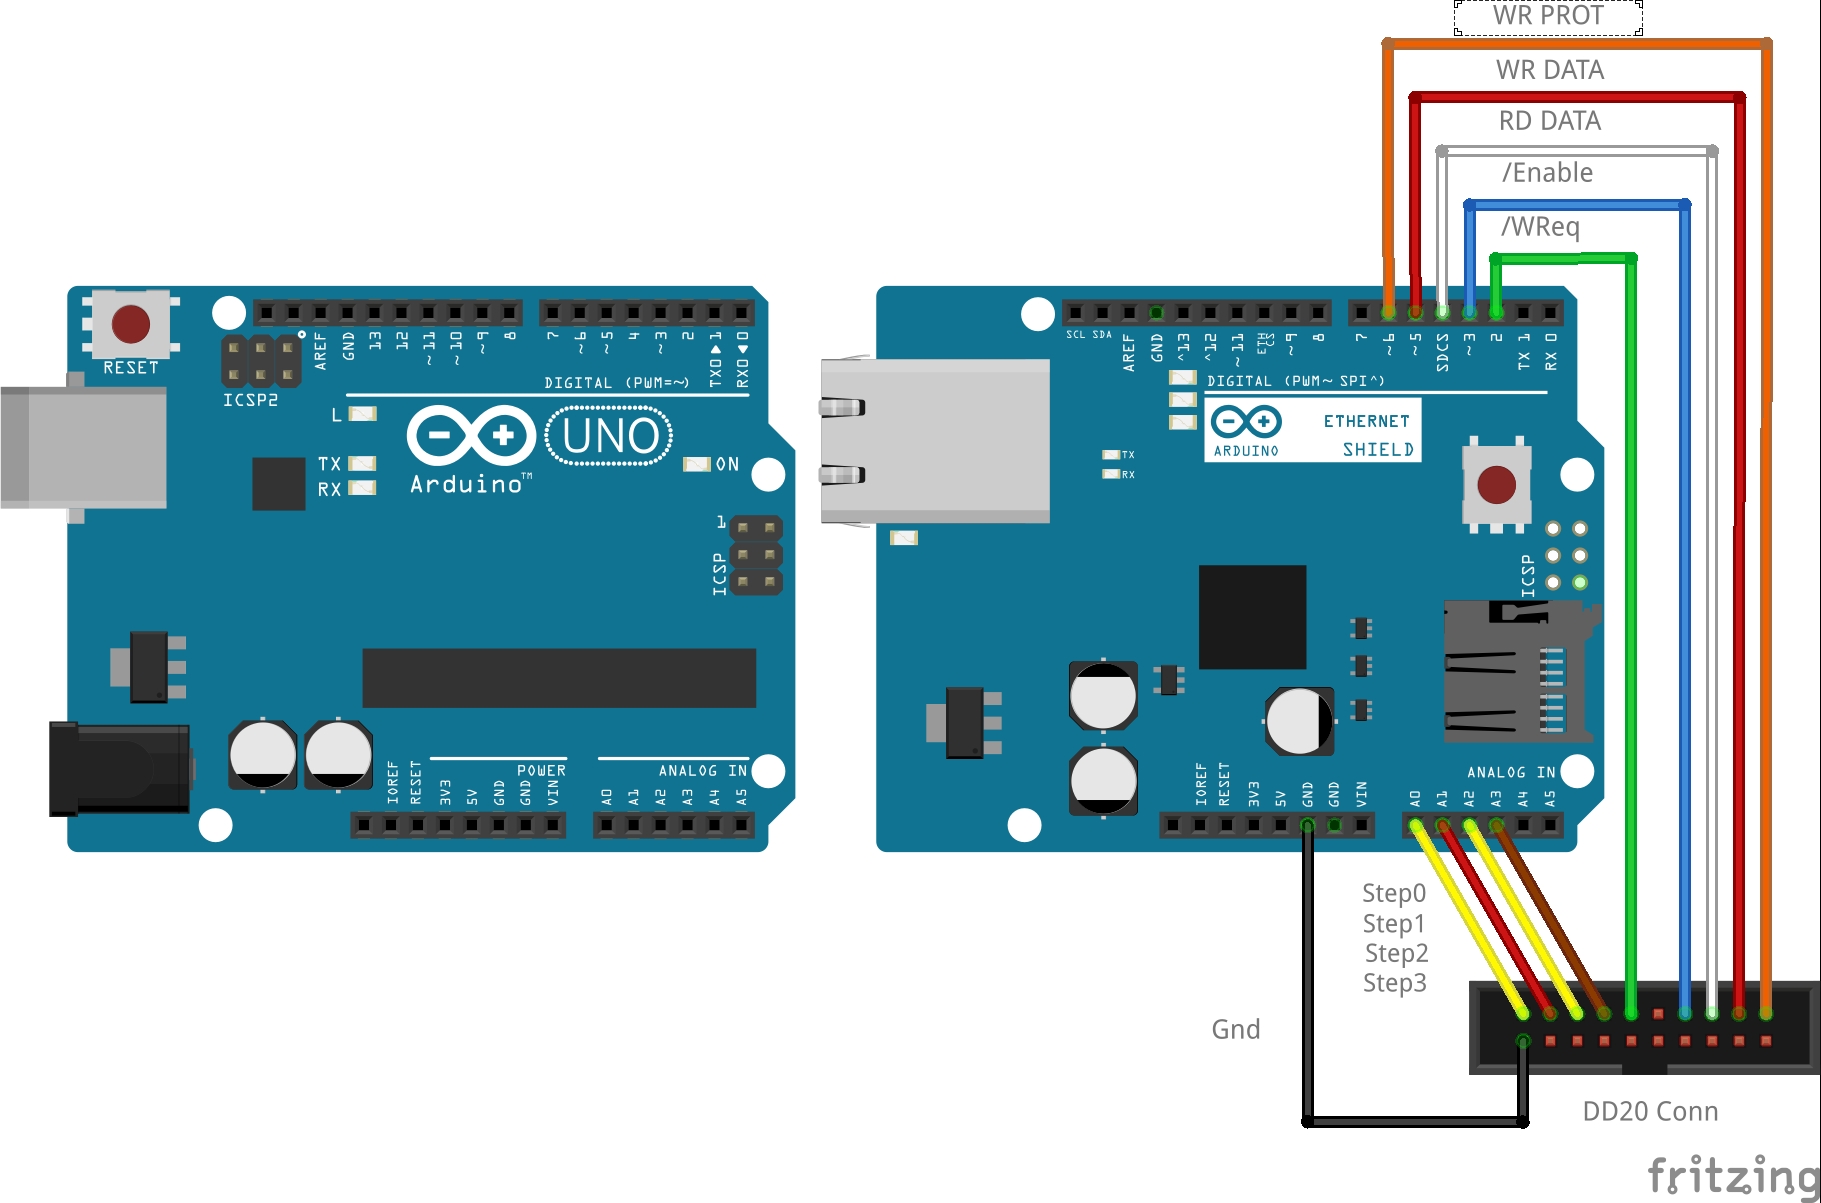 WR PROT
WR DATA
RD DATA
/Enable
/WReq
RESET
ICSP2
AREF
GND
13
12
~11
~10
~9
8
7
~6
~5
4
~3
2
TX0 1
RX0 0
DIGITAL (PWM=~)
L
TX
RX
UNO
Arduino™
ON
1
ICSP
POWER
ANALOG IN
IOREF
RESET
3V3
5V
GND
GND
VIN
A0
A1
A2
A3
A4
A5
SCL SDA
AREF
GND
^13
^12
~11
ETH CS
~9
8
7
~6
~5
SDCS
~3
2
TX 1
RX 0
DIGITAL (PWM~ SPI^)
ARDUINO
ETHERNET
SHIELD
TX
RX
ICSP
ANALOG IN
IOREF
RESET
3V3
5V
GND
GND
VIN
A0
A1
A2
A3
A4
A5
Step0
Step1
Step2
Step3
Gnd
DD20 Conn
fritzing